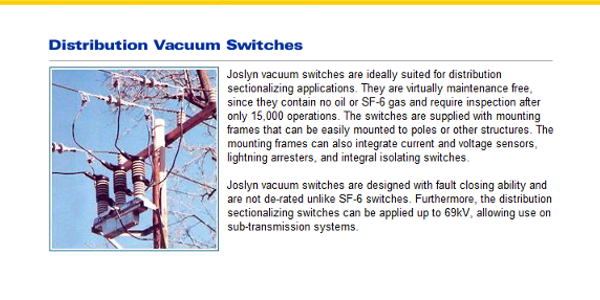 Distribution Vacuum Switches
Joslyn vacuum switches are ideally suited for distribution
sectionalizing applications. They are virtually maintenance free,
since they contain no oil or SF-6 gas and require inspection after
only 15,000 operations. The switches are supplied with mounting
frames that can be easily mounted to poles or other structures. The
mounting frames can also integrate current and voltage sensors,
lightning arresters, and integral isolating switches.
Joslyn vacuum switches are designed with fault closing ability and
are not de-rated unlike SF-6 switches. Furthermore, the distribution
sectionalizing switches can be applied up to 69kV, allowing use on
sub-transmission systems.